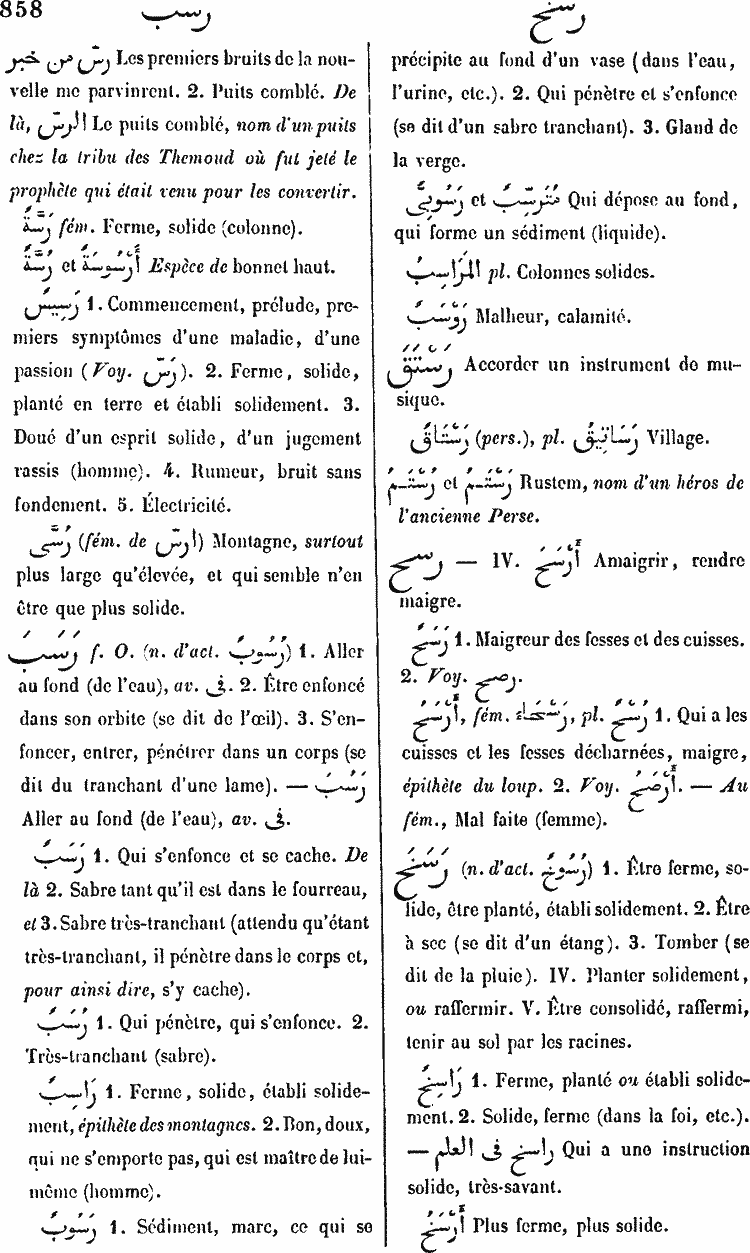 858
رسب
رسخ
رسّ من خبر Les premiers bruits de la nou-
velle me parvinrent. 2. Puits comblé. De
là, الرسّ Le puits comblé, nom d'un puits
chez la tribu des Themoud où fut jeté le
prophète qui était venu pour les convertir.
رَسَّةٌ fém. Ferme, solide (colonne).
رُسَّةٌ et أُرْسُوسَةٌ Espèce de bonnet haut.
رَسِيسٌ 1. Commencement, prélude, pre-
miers symptômes d'une maladie, d'une
passion (Voy. رَسّ). 2. Ferme, solide,
planté en terre et établi solidement. 3.
Doué d'un esprit solide, d'un jugement
rassis (homme). 4. Rumeur, bruit sans
fondement. 5. Électricité.
رُسَّى (fém. de ارسّ) Montagne, surtout
plus large qu'élevée, et qui semble n'en
être que plus solide.
رَسَبَ f. O. (n. d'act. رُسُوبٌ) 1. Aller
au fond (de l'eau), av. فى. 2. Être enfoncé
dans son orbite (se dit de l'œil). 3. S'en-
foncer, entrer, pénétrer dans un corps (se
dit du tranchant d'une lame). — رَسُبَ
Aller au fond (de l'eau), av. فى.
رَسَبٌ 1. Qui s'enfonce et se cache. De
là 2. Sabre tant qu'il est dans le fourreau,
et 3. Sabre très-tranchant (attendu qu'étant
très-tranchant, il pénètre dans le corps et,
pour ainsi dire, s'y cache).
رُسَبٌ 1. Qui pénètre, qui s'enfonce. 2.
Très-tranchant (sabre).
رَاسِبٌ 1. Ferme, solide, établi solide-
ment, épithète des montagnes. 2. Bon, doux,
qui ne s'emporte pas, qui est maître de lui-
même (homme).
رَسُوبٌ 1. Sédiment, marc, ce qui se
précipite au fond d'un vase (dans l'eau,
l'urine, etc.). 2. Qui pénètre et s'enfonce
(se dit d'un sabre tranchant). 3. Gland de
la verge.
رَسُوبِىٌّ et مُتَرَسِّبٌ Qui dépose au fond,
qui forme un sédiment (liquide).
المَرَاسِبُ pl. Colonnes solides.
رَوْسَبٌ Malheur, calamité.
رَسْتَقَ Accorder un instrument de mu-
sique.
رَسْتَاقٌ (pers.), pl. رَسَاتِيقُ Village.
رُسْتَمُ et رُسْتَمُ Rustem, nom d'un héros de
l'ancienne Perse.
رسح — IV. أَرْسَحَ Amaigrir, rendre
maigre.
رَسَحٌ 1. Maigreur des fesses et des cuisses.
2. Voy. رصح.
أَرْسَحُ, fém. رَسْحَاءُ, pl. رُسْحٌ 1. Qui a les
cuisses et les fesses décharnées, maigre,
épithète du loup. 2. Voy. أَرْصَحُ. — Au
fém., Mal faite (femme).
رَسَخَ (n. d'act. رُسُوخٌ) 1. Être ferme, so-
lide, être planté, établi solidement. 2. Être
à sec (se dit d'un étang). 3. Tomber (se
dit de la pluie). IV. Planter solidement,
ou raffermir. V. Être consolidé, raffermi,
tenir au sol par les racines.
رَاسِخٌ 1. Ferme, planté ou établi solide-
ment. 2. Solide, ferme (dans la foi, etc.).
— راسخ فى العلم Qui a une instruction
solide, très-savant.
أَرْسَخُ Plus ferme, plus solide.